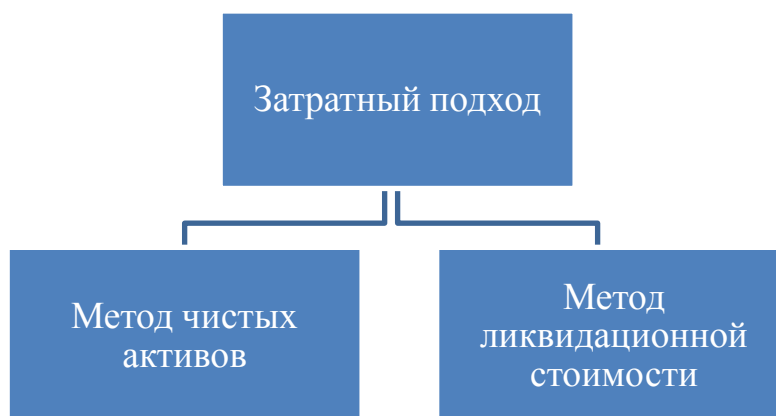 Затратный подход
Метод чистых
активов
Метод
ликвидационной
стоимости